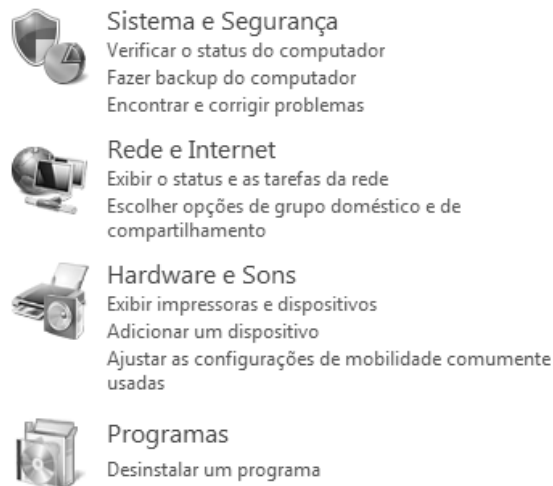 Sistema e Segurança
Verificar o status do computador
Fazer backup do computador
Encontrar e corrigir problemas
Rede e Internet
Exibir o status e as tarefas da rede
Escolher opções de grupo doméstico e de
compartilhamento
Hardware e Sons
Exibir impressoras e dispositivos
Adicionar um dispositivo
Ajustar as configurações de mobilidade comumente
usadas
Programas
Desinstalar um programa